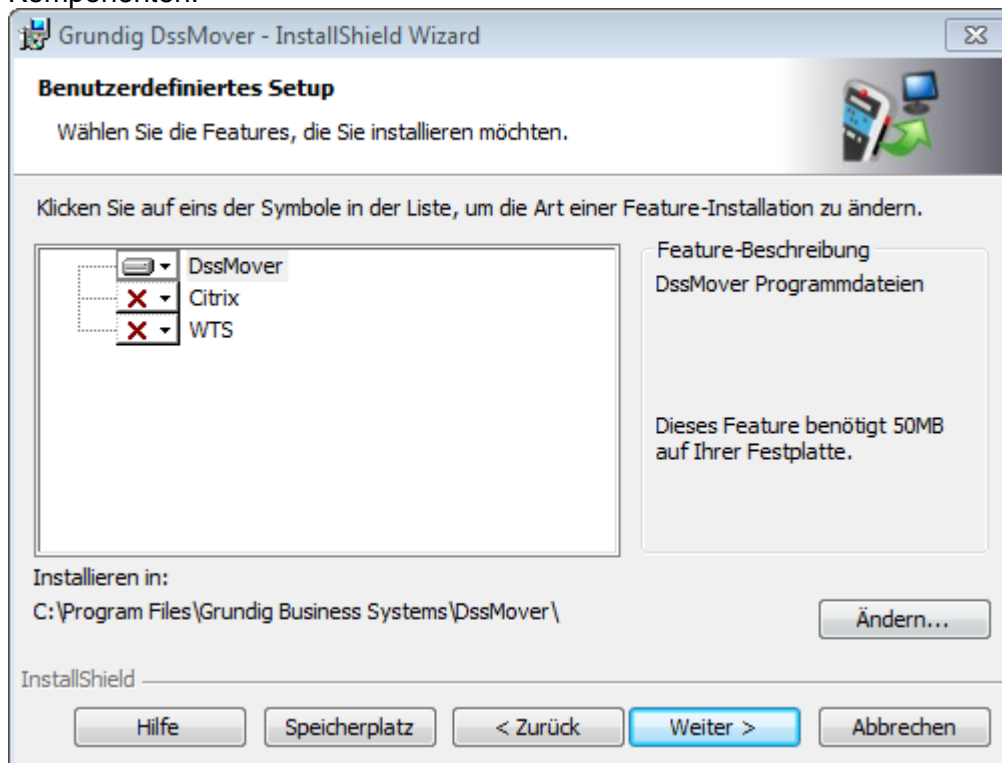 Komponenten:
Grundig DssMover - InstallShield Wizard
Benutzerdefiniertes Setup
Wählen Sie die Features, die Sie installieren möchten.
Klicken Sie auf eins der Symbole in der Liste, um die Art einer Feature-Installation zu ändern.
DssMover
Citrix
WTS
Feature-Beschreibung
DssMover Programmdateien
Dieses Feature benötigt 50MB
auf Ihrer Festplatte.
Installieren in:
C:\Program Files\Grundig Business Systems\DssMover\
Ändern...
InstallShield
Hilfe
Speicherplatz
< Zurück
Weiter >
Abbrechen